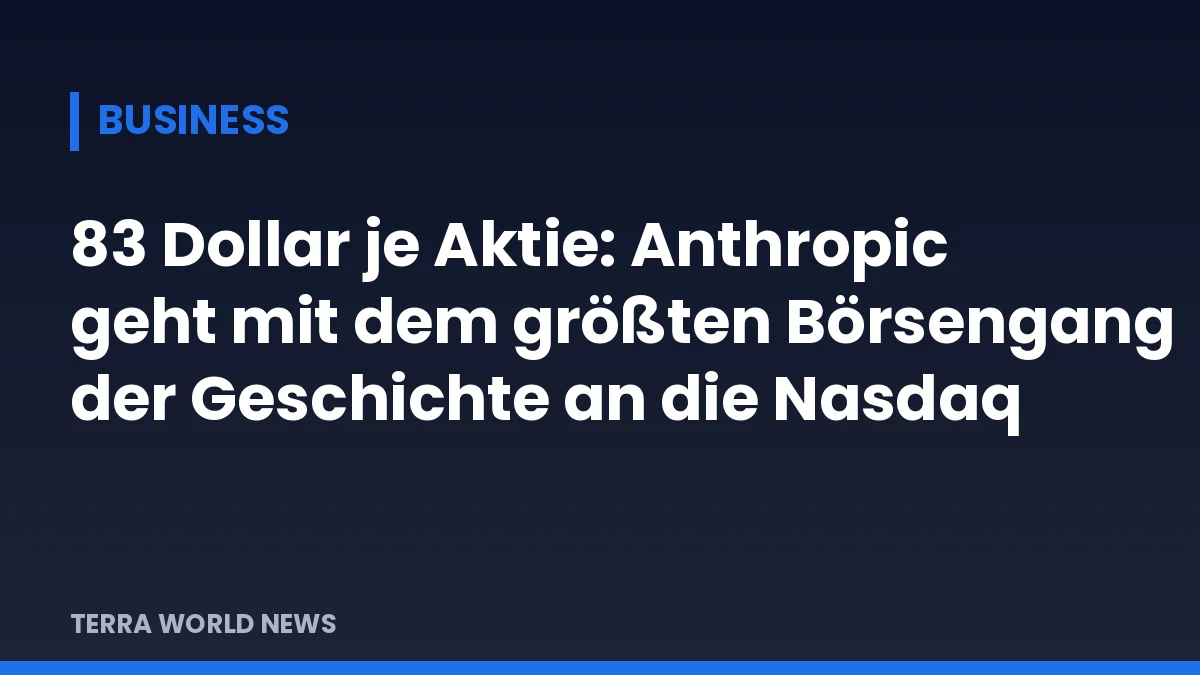 BUSINESS
83 Dollar je Aktie: Anthropic
geht mit dem größten Börsengang
der Geschichte an die Nasdaq
TERRA WORLD NEWS